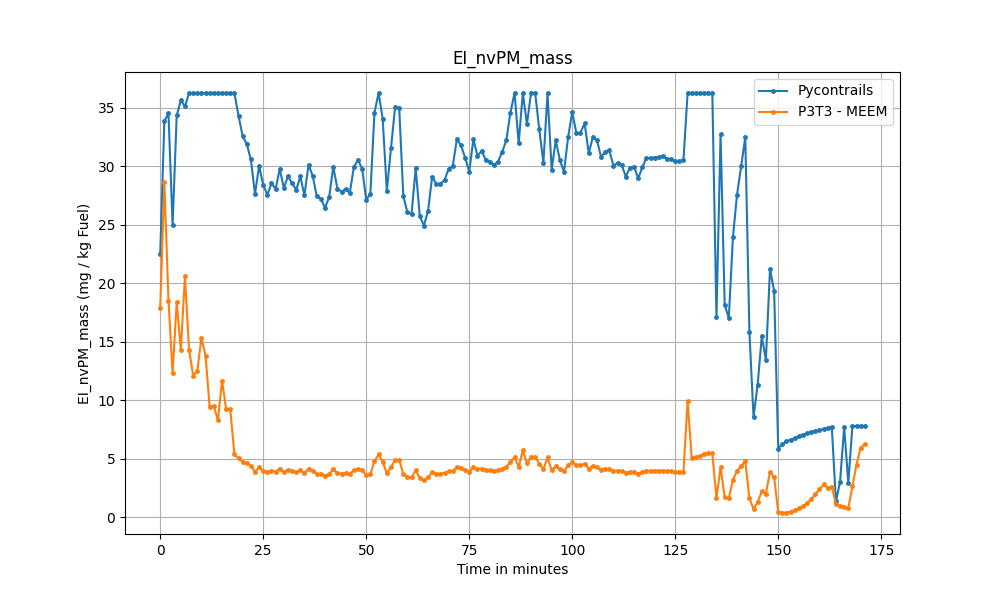 EI_nvPM_mass
Pycontrails
P3T3 - MEEM
EI_nvPM_mass (mg / kg Fuel)
35
30
25
20
15
10
5
0
0 25 50 75 100 125 150 175
Time in minutes